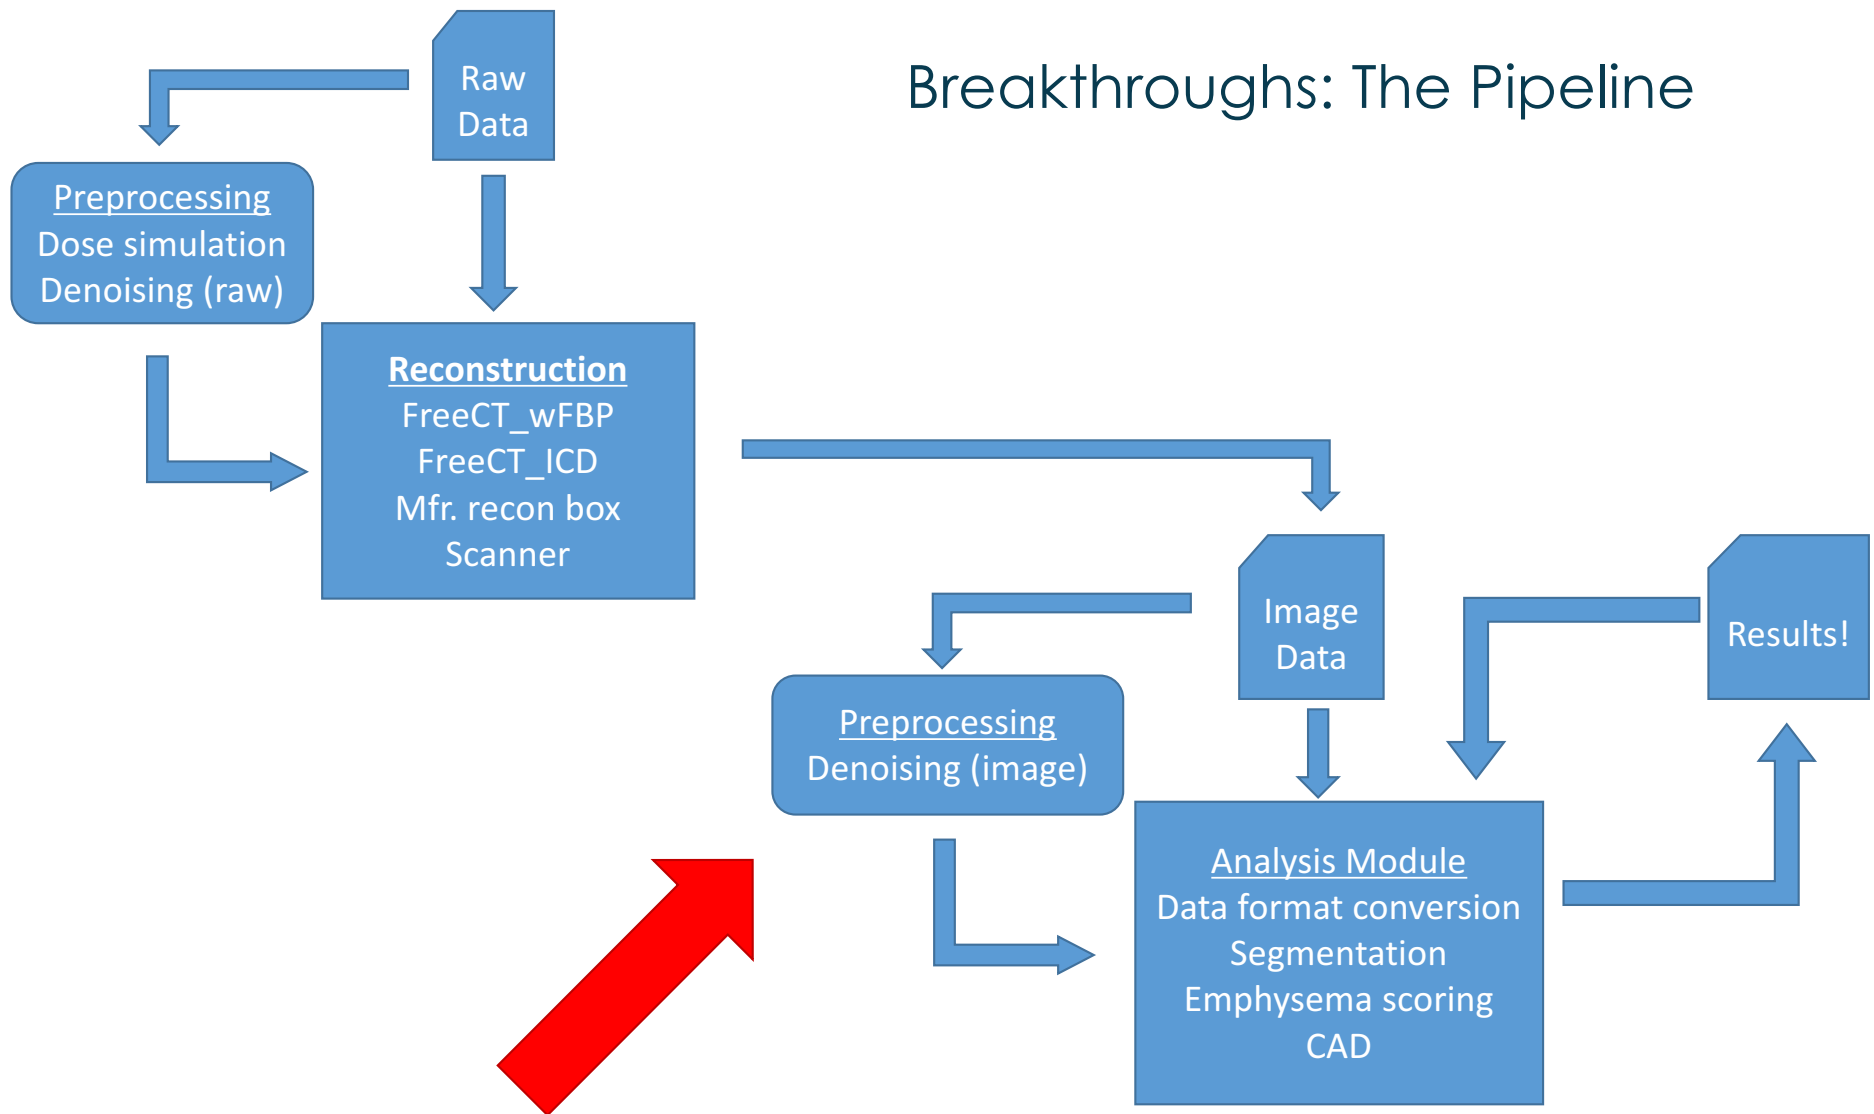 Breakthroughs: The Pipeline
Raw
Data
Preprocessing
Dose simulation
Denoising (raw)
Reconstruction
FreeCT_wFBP
FreeCT_ICD
Mfr. recon box
Scanner
Image
Data
Results!
Preprocessing
Denoising (image)
Analysis Module
Data format conversion
Segmentation
Emphysema scoring
CAD